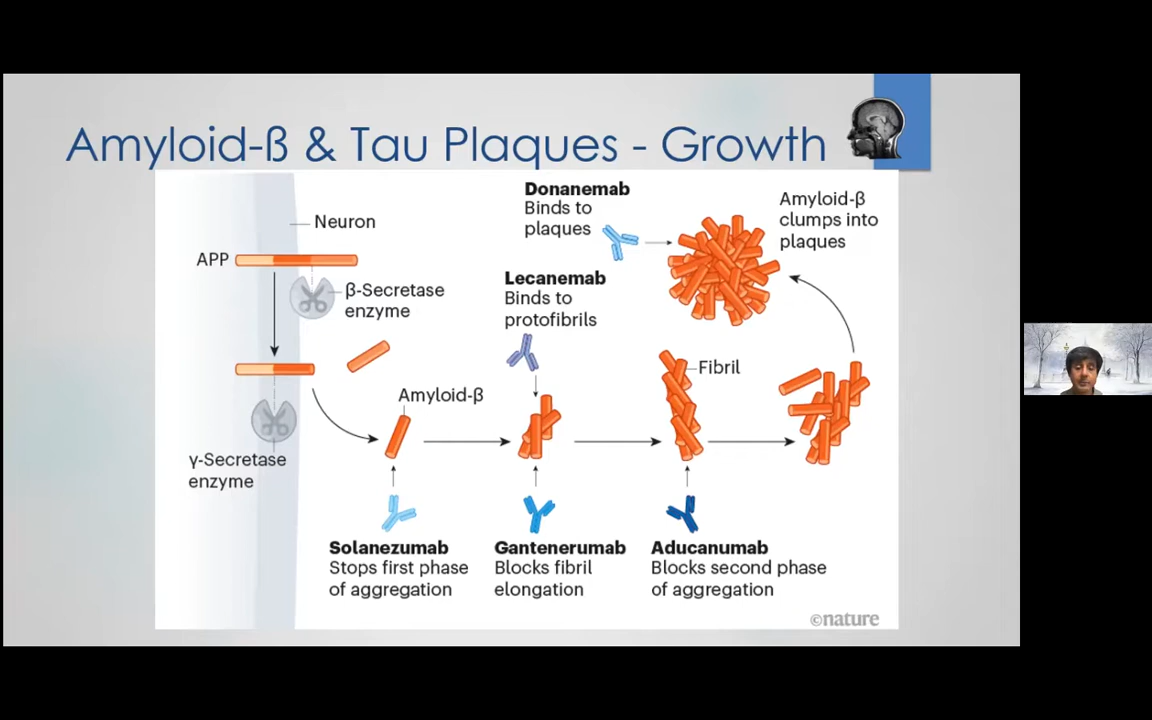 Amyloid-ß & Tau Plaques - Growth
Neuron
APP
β-Secretase
enzyme
γ-Secretase
enzyme
Amyloid-β
Donanemab
Binds to
plaques
Lecanemab
Binds to
protofibrils
Amyloid-β
clumps into
plaques
Fibril
Solanezumab
Stops first phase
of aggregation
Gantenerumab
Blocks fibril
elongation
Aducanumab
Blocks second phase
of aggregation
©nature